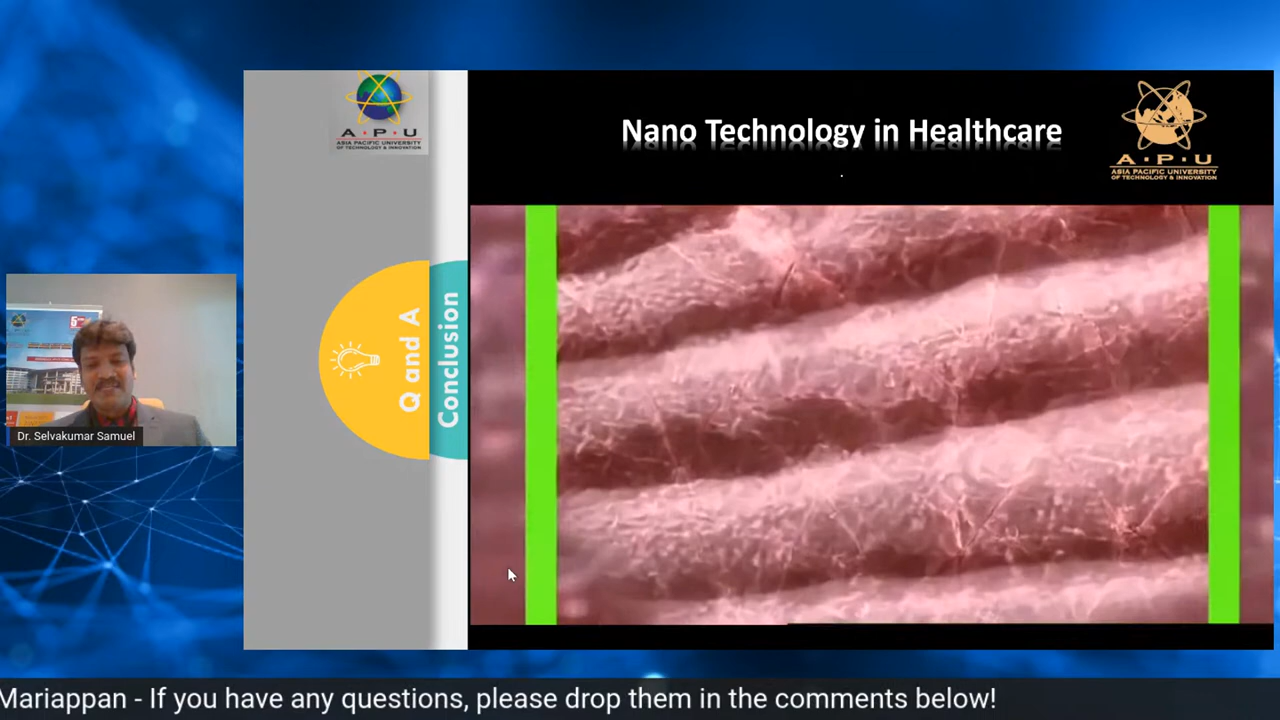 A • P • U
ASIA PACIFIC UNIVERSITY
OF TECHNOLOGY & INNOVATION
Nano Technology in Healthcare
.
A • P • U
ASIA PACIFIC UNIVERSITY
OF TECHNOLOGY & INNOVATION
Q and A
Conclusion
Dr. Selvakumar Samuel
Mariappan - If you have any questions, please drop them in the comments below!